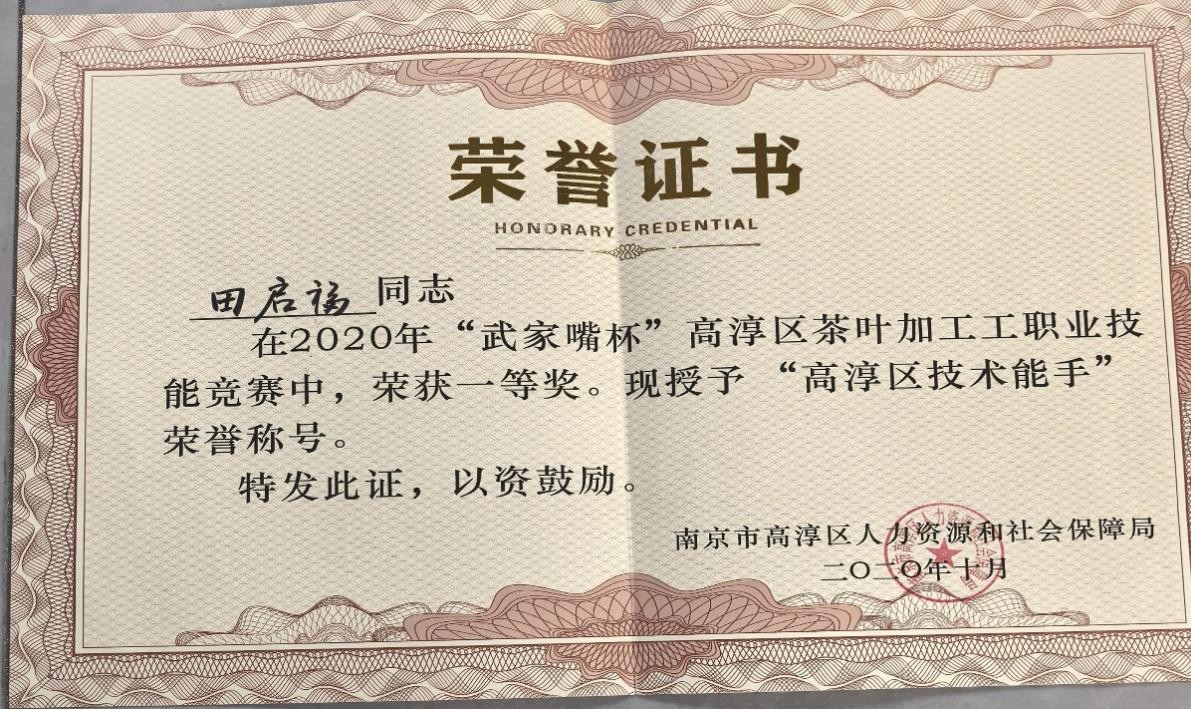 荣誉证书
HONORARY CREDENTIAL
田启福 同志
在2020年“武家嘴杯”高淳区茶叶加工工职业技
能竞赛中，荣获一等奖。现授予“高淳区技术能手”
荣誉称号。
特发此证，以资鼓励。
南京市高淳区人力资源和社会保障局
二〇二〇年十月